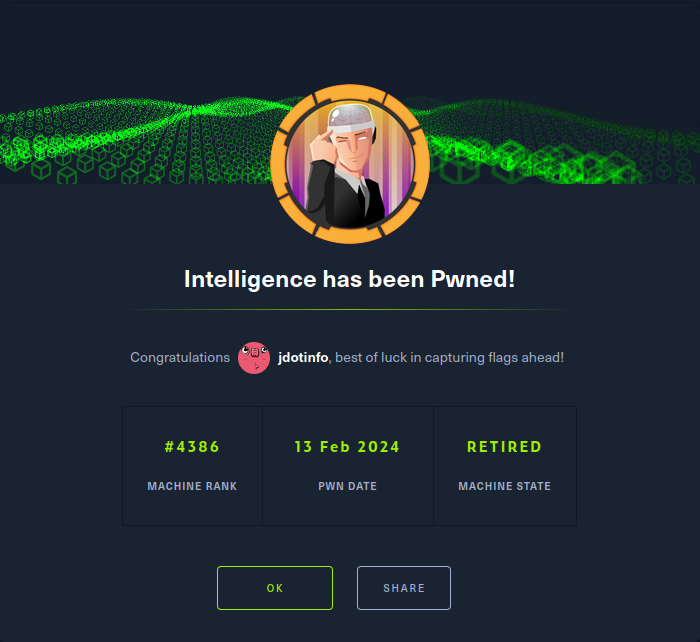 Intelligence has been Pwned!
Congratulations jdotinfo, best of luck in capturing flags ahead!
#4386 13 Feb 2024 RETIRED
MACHINE RANK PWN DATE MACHINE STATE
OK SHARE